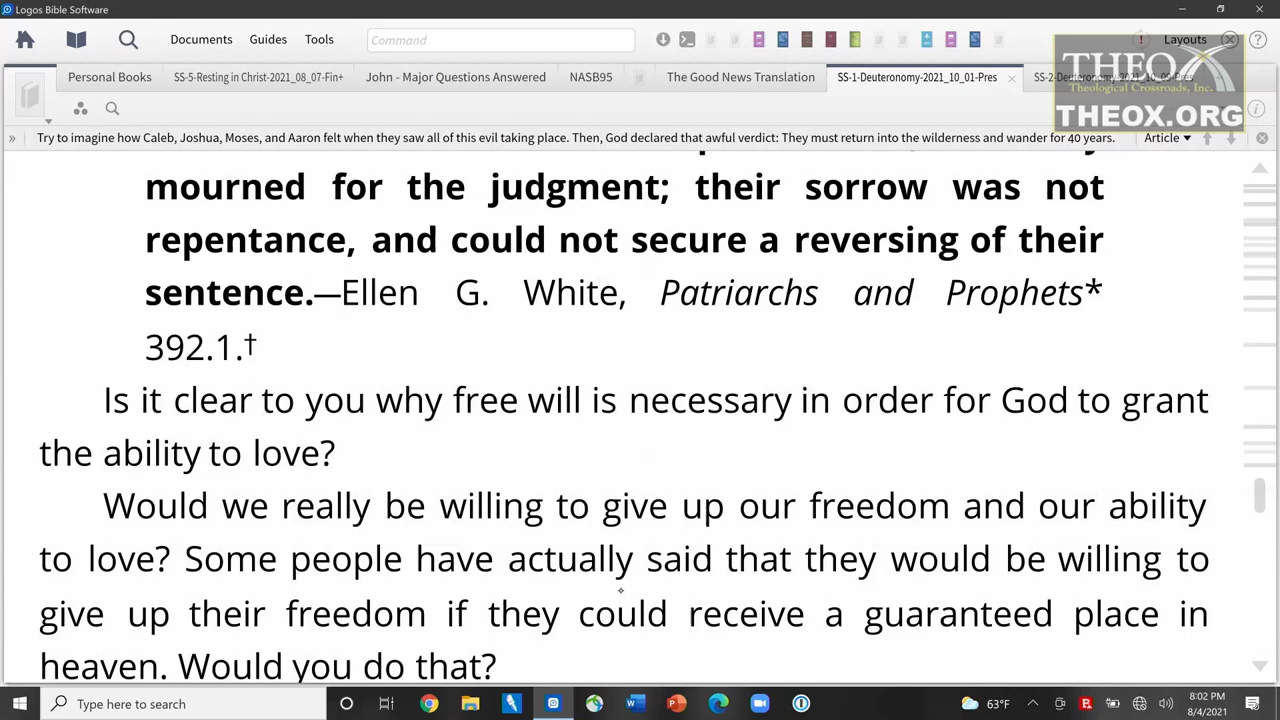 Logos Bible Software
Documents Guides Tools Command Layouts
Personal Books SS-5-Resting in Christ-2021_08_07-Fin+ John - Major Questions Answered NASB95 The Good News Translation SS-1-Deuteronomy-2021_10_01-Pres
THEOX
Theological Crossroads, Inc.
THEOX.ORG
» Try to imagine how Caleb, Joshua, Moses, and Aaron felt when they saw all of this evil taking place. Then, God declared that awful verdict: They must return into the wilderness and wander for 40 years. Article
mourned for the judgment; their sorrow was not
repentance, and could not secure a reversing of their
sentence.—Ellen G. White, Patriarchs and Prophets*
392.1.†
Is it clear to you why free will is necessary in order for God to grant
the ability to love?
Would we really be willing to give up our freedom and our ability
to love? Some people have actually said that they would be willing to
give up their freedom if they could receive a guaranteed place in
heaven. Would you do that?
Type here to search 63°F 8:02 PM
8/4/2021